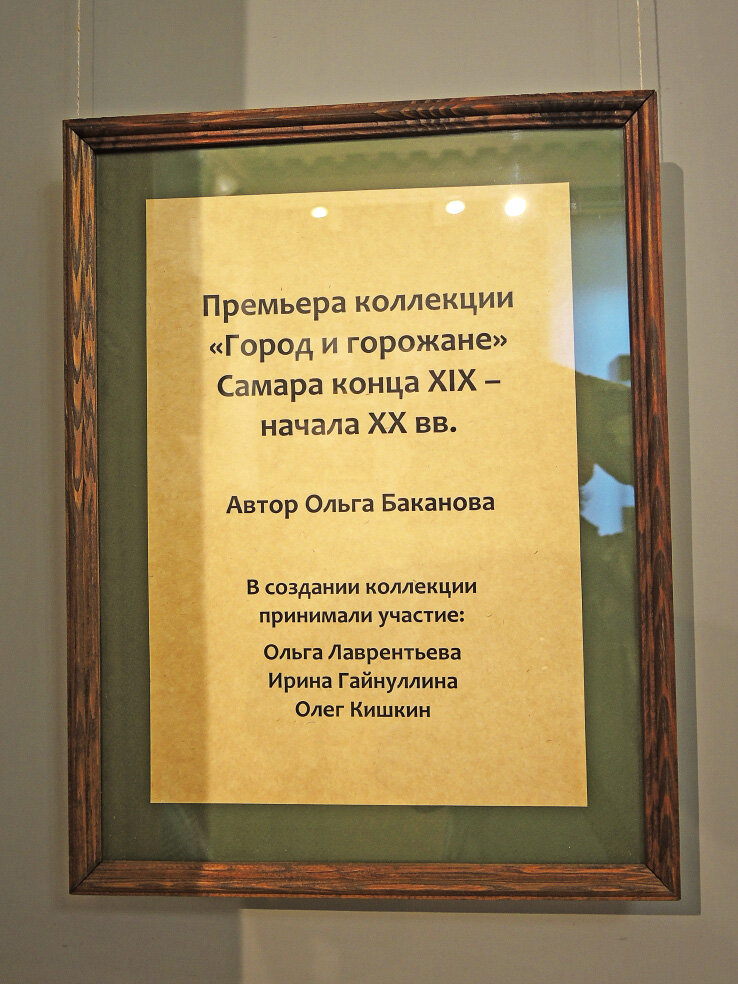 Премьера коллекции
«Город и горожане»
Самара конца XIX –
начала XX вв.
Автор Ольга Баканова
В создании коллекции
принимали участие:
Ольга Лаврентьева
Ирина Гайнуллина
Олег Кишкин